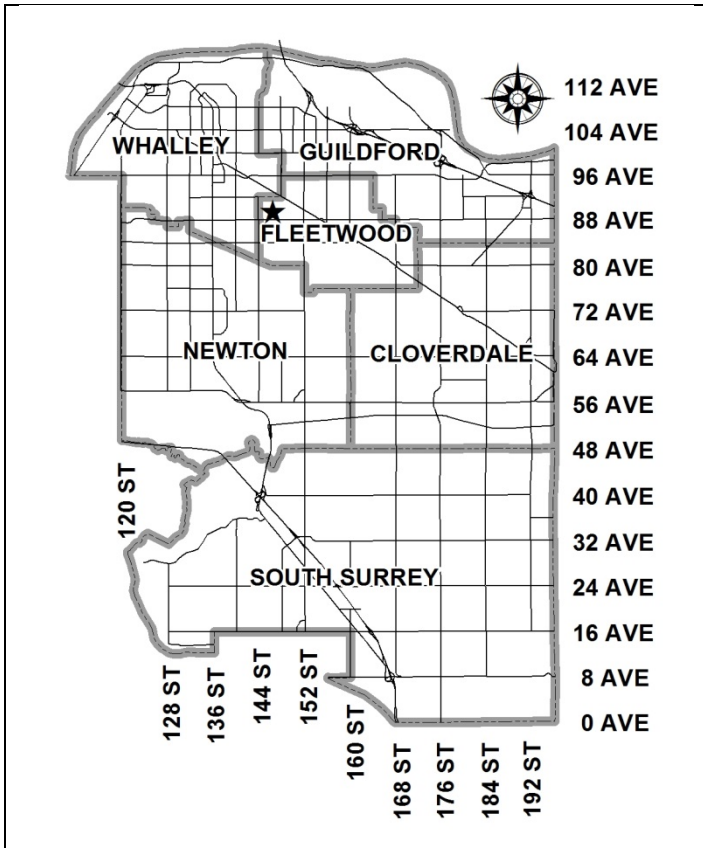 112 AVE
104 AVE
WHALLEY
GUILDFORD
96 AVE
88 AVE
FLEETWOOD
80 AVE
72 AVE
NEWTON
CLOVERDALE
64 AVE
56 AVE
48 AVE
120 ST
40 AVE
32 AVE
SOUTH SURREY
24 AVE
16 AVE
128 ST
136 ST
144 ST
152 ST
160 ST
8 AVE
0 AVE
168 ST
176 ST
184 ST
192 ST